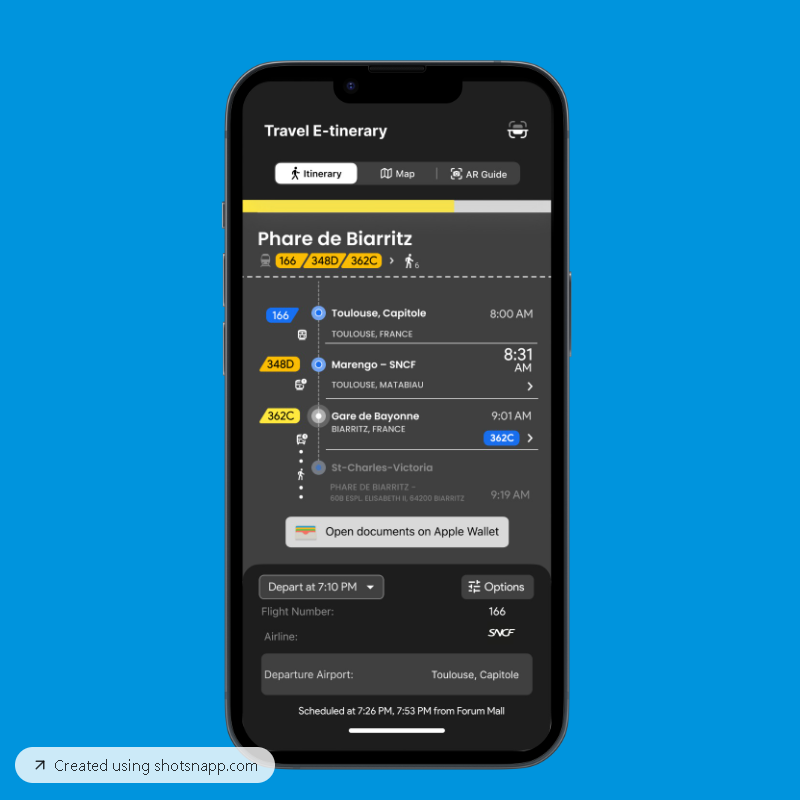 Travel E-tinerary
Itinerary Map AR Guide
Phare de Biarritz
166 348D 362C 6
166 Toulouse, Capitole 8:00 AM
TOULOUSE, FRANCE
348D Marengo – SNCF 8:31 AM
TOULOUSE, MATABIAU
362C Gare de Bayonne 9:01 AM
BIARRITZ, FRANCE 362C
St-Charles-Victoria
PHARE DE BIARRITZ –
60B ESPL. ELISABETH II, 64200 BIARRITZ 9:19 AM
Open documents on Apple Wallet
Depart at 7:10 PM Options
Flight Number: 166
Airline: SNCF
Departure Airport: Toulouse, Capitole
Scheduled at 7:26 PM, 7:53 PM from Forum Mall
Created using shotsnapp.com